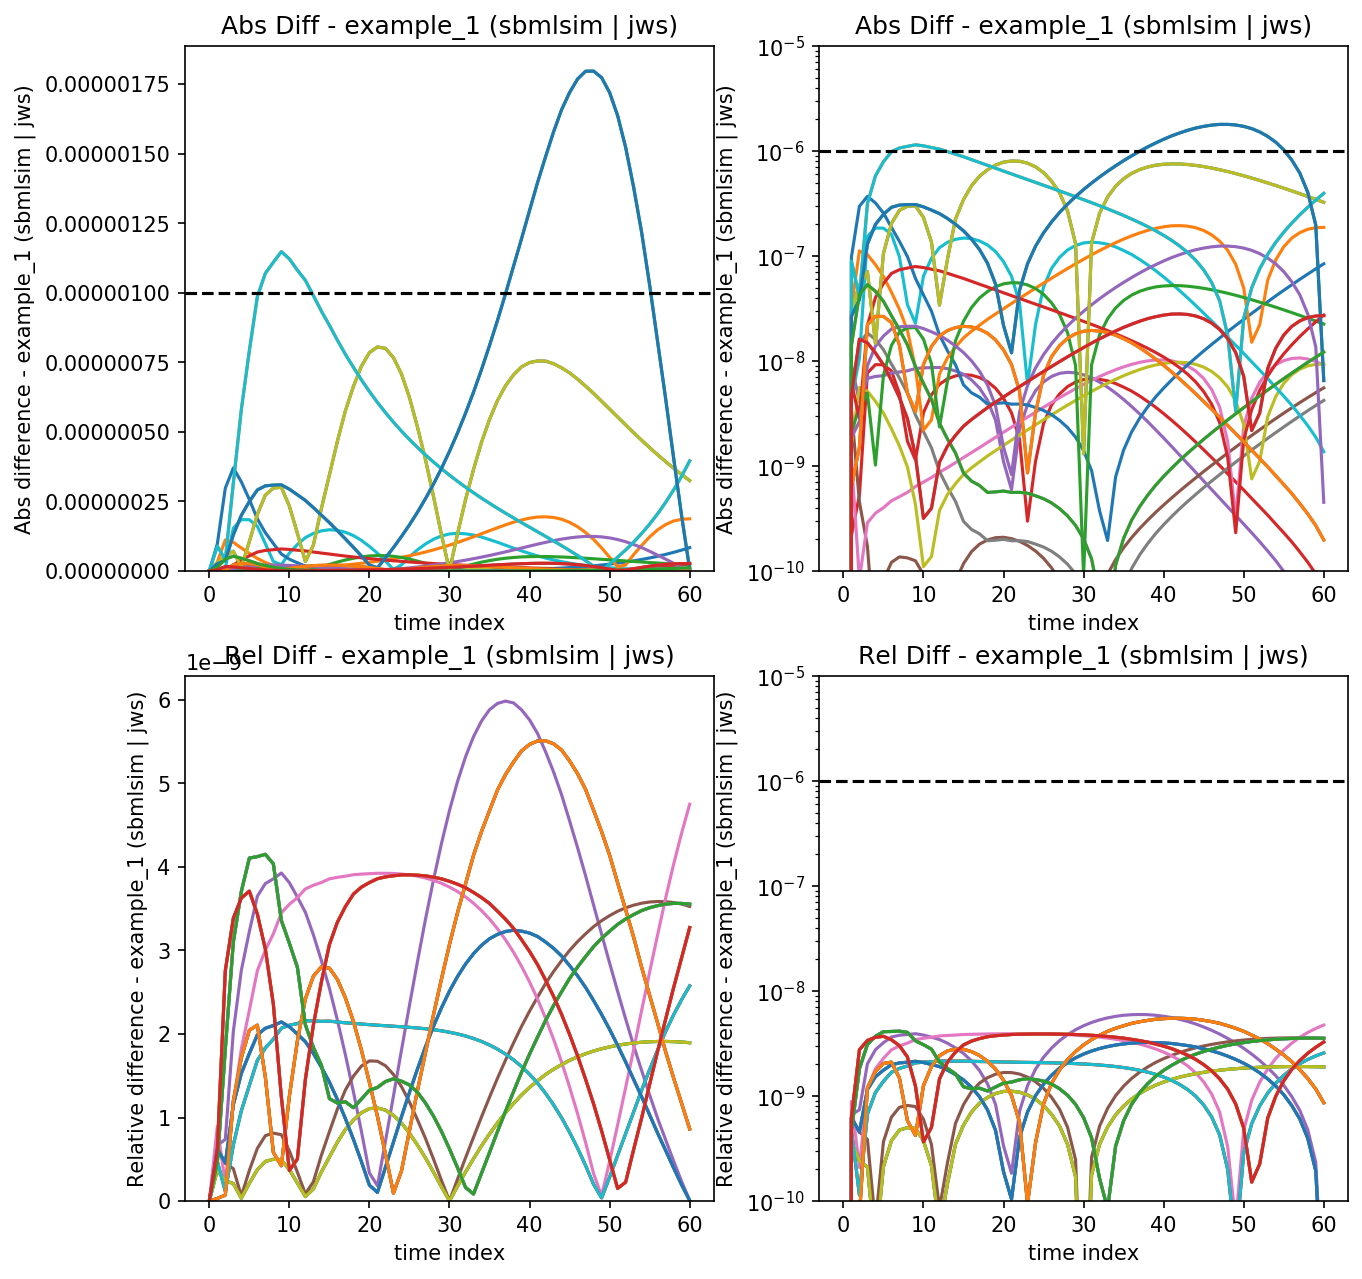 Abs Diff - example_1 (sbmlsim | jws)
Abs difference - example_1 (sbmlsim | jws)
0.00000175
0.00000150
0.00000125
0.00000100
0.00000075
0.00000050
0.00000025
0.00000000
0 10 20 30 40 50 60
time index
Abs Diff - example_1 (sbmlsim | jws)
Abs difference - example_1 (sbmlsim | jws)
10⁻⁵
10⁻⁶
10⁻⁷
10⁻⁸
10⁻⁹
10⁻¹⁰
0 10 20 30 40 50 60
time index
Rel Diff - example_1 (sbmlsim | jws)
1e−9
Relative difference - example_1 (sbmlsim | jws)
6
5
4
3
2
1
0
0 10 20 30 40 50 60
time index
Rel Diff - example_1 (sbmlsim | jws)
Relative difference - example_1 (sbmlsim | jws)
10⁻⁵
10⁻⁶
10⁻⁷
10⁻⁸
10⁻⁹
10⁻¹⁰
0 10 20 30 40 50 60
time index